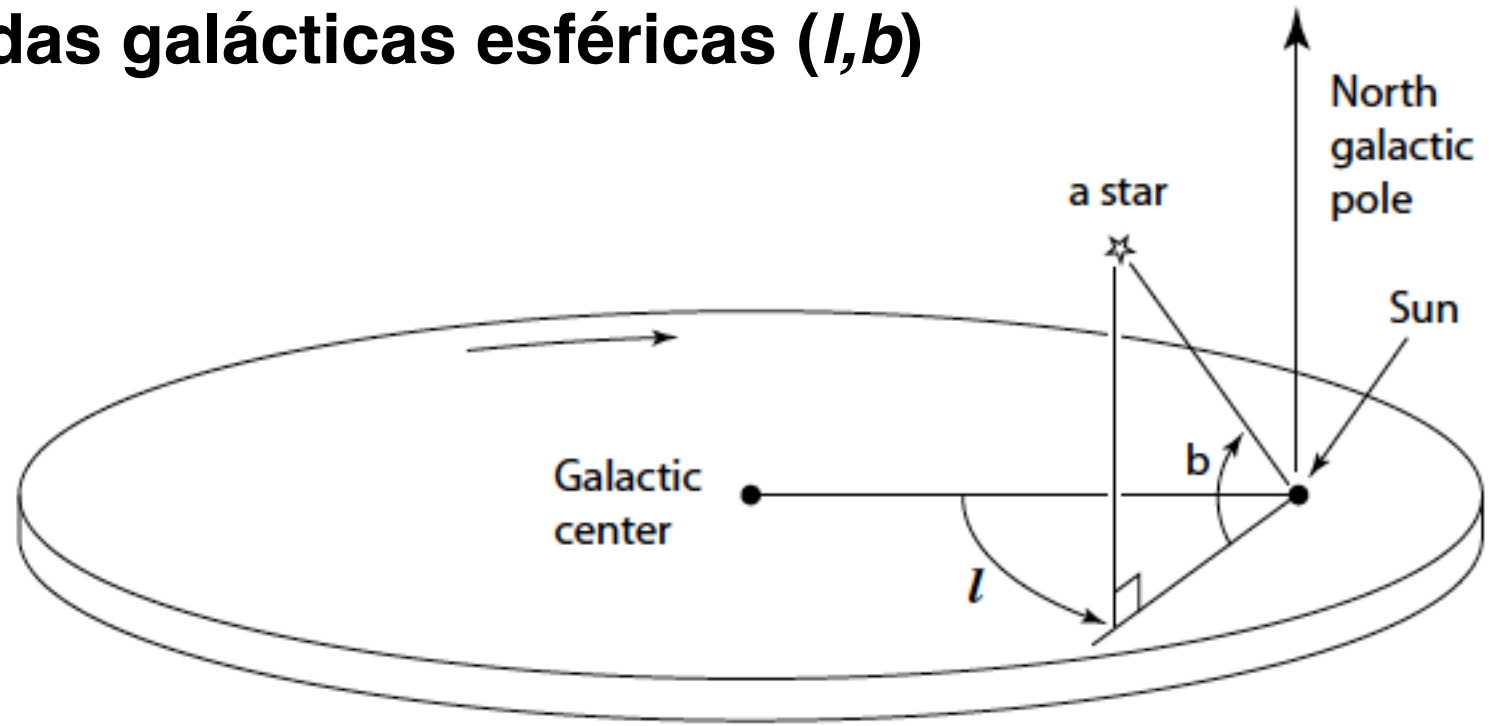 das galácticas esféricas (l,b)
North
galactic
pole
a star
Sun
b
Galactic
center
l